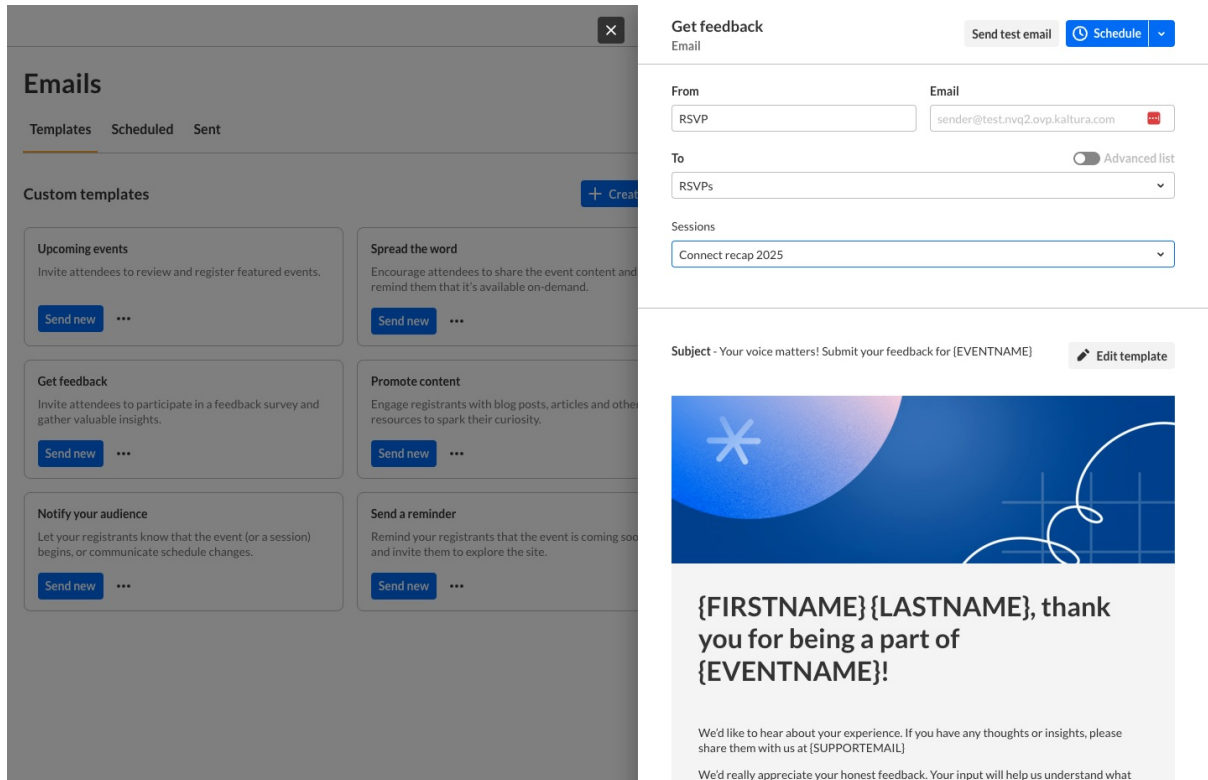 Emails
Templates Scheduled Sent
Custom templates
Creat
Upcoming events
Invite attendees to review and register featured events.
Send new
Spread the word
Encourage attendees to share the event content and
remind them that it's available on-demand.
Send new
Get feedback
Invite attendees to participate in a feedback survey and
gather valuable insights.
Send new
Promote content
Engage registrants with blog posts, articles and other
resources to spark their curiosity.
Send new
Notify your audience
Let your registrants know that the event (or a session)
begins, or communicate schedule changes.
Send new
Send a reminder
Remind your registrants that the event is coming soo
and invite them to explore the site.
Send new
Get feedback
Email
Send test email
Schedule
From
RSVP
Email
sender@test.nvq2.ovp.kaltura.com
To
Advanced list
RSVPs
Sessions
Connect recap 2025
Subject - Your voice matters! Submit your feedback for {EVENTNAME}
Edit template
{FIRSTNAME} {LASTNAME}, thank
you for being a part of
{EVENTNAME}!
We'd like to hear about your experience. If you have any thoughts or insights, please
share them with us at {SUPPORTEMAIL}
We'd really appreciate your honest feedback. Your input will help us understand what